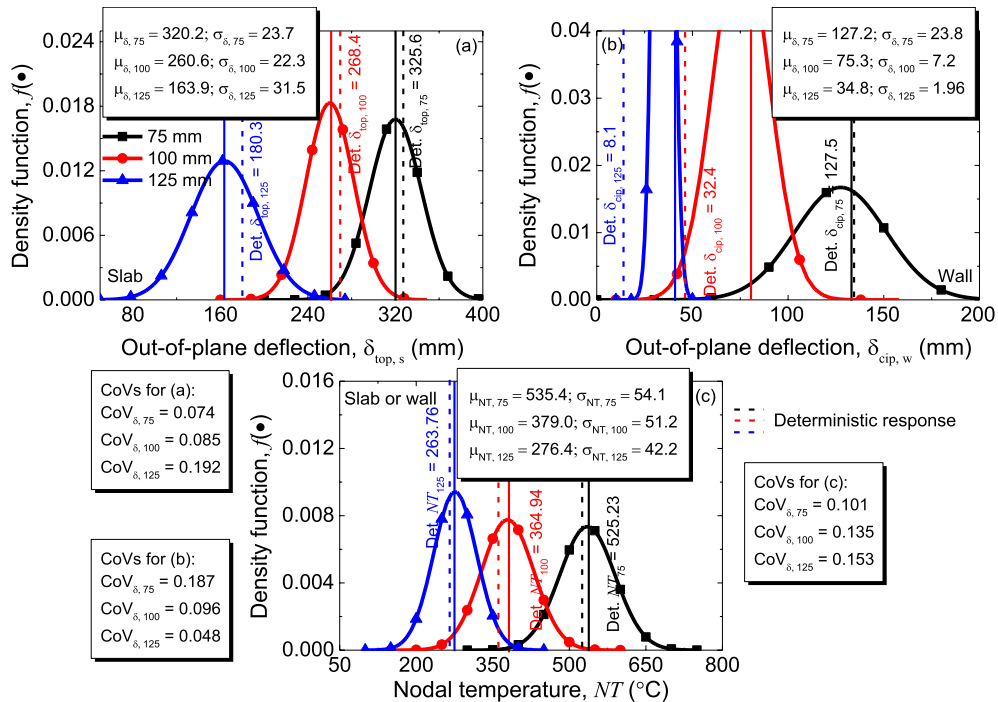 μδ, 75 = 320.2; σδ, 75 = 23.7
μδ, 100 = 260.6; σδ, 100 = 22.3
μδ, 125 = 163.9; σδ, 125 = 31.5
(a)
0.024
0.018
0.012
0.006
0.000
Density function, f(•)
75 mm
100 mm
125 mm
Det. δtop, 125 = 180.3
Det. δtop, 100 = 268.4
Det. δtop, 75 = 325.6
Slab
80
160
240
320
400
Out-of-plane deflection, δtop, s (mm)
(b)
μδ, 75 = 127.2; σδ, 75 = 23.8
μδ, 100 = 75.3; σδ, 100 = 7.2
μδ, 125 = 34.8; σδ, 125 = 1.96
0.04
0.03
0.02
0.01
0.00
Density function, f(•)
Det. δcip, 125 = 8.1
Det. δcip, 100 = 32.4
Det. δcip, 75 = 127.5
Wall
0
50
100
150
200
Out-of-plane deflection, δcip, w (mm)
CoVs for (a):
CoVδ, 75 = 0.074
CoVδ, 100 = 0.085
CoVδ, 125 = 0.192
CoVs for (b):
CoVδ, 75 = 0.187
CoVδ, 100 = 0.096
CoVδ, 125 = 0.048
Slab or wall
μNT, 75 = 535.4; σNT, 75 = 54.1
μNT, 100 = 379.0; σNT, 100 = 51.2
μNT, 125 = 276.4; σNT, 125 = 42.2
(c)
0.016
0.012
0.008
0.004
0.000
Density function, f(•)
Det. NT125 = 263.76
Det. NT100 = 364.94
Det. NT75 = 525.23
50
200
350
500
650
800
Nodal temperature, NT (°C)
Deterministic response
CoVs for (c):
CoVδ, 75 = 0.101
CoVδ, 100 = 0.135
CoVδ, 125 = 0.153